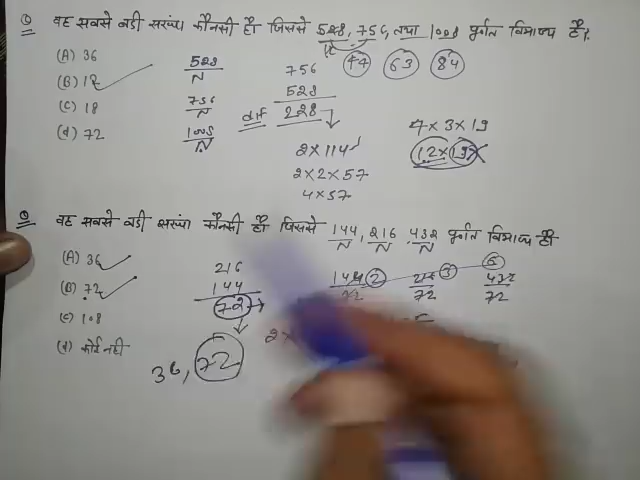 Q वह सबसे बडी सख्या कौनसी है जिससे 528, 756, तथा 1008 पूर्णत विभाज्य है।
44 63 84
(A) 36
(B) 12
(C) 18
(d) 72
528/N
756/N
1008/N
756
528
dif 228
2×114
2×2×57
4×57
4×3×19
12×19
Q वह सबसे बडी सख्या कौनसी है जिससे 144/N, 216/N, 432/N पूर्णत विभाज्य है
(A) 36
(B) 72
(c) 108
(d) कोई नही
216
144
72
36, 72
2×
144/72 2
216/72 3
432/72 6